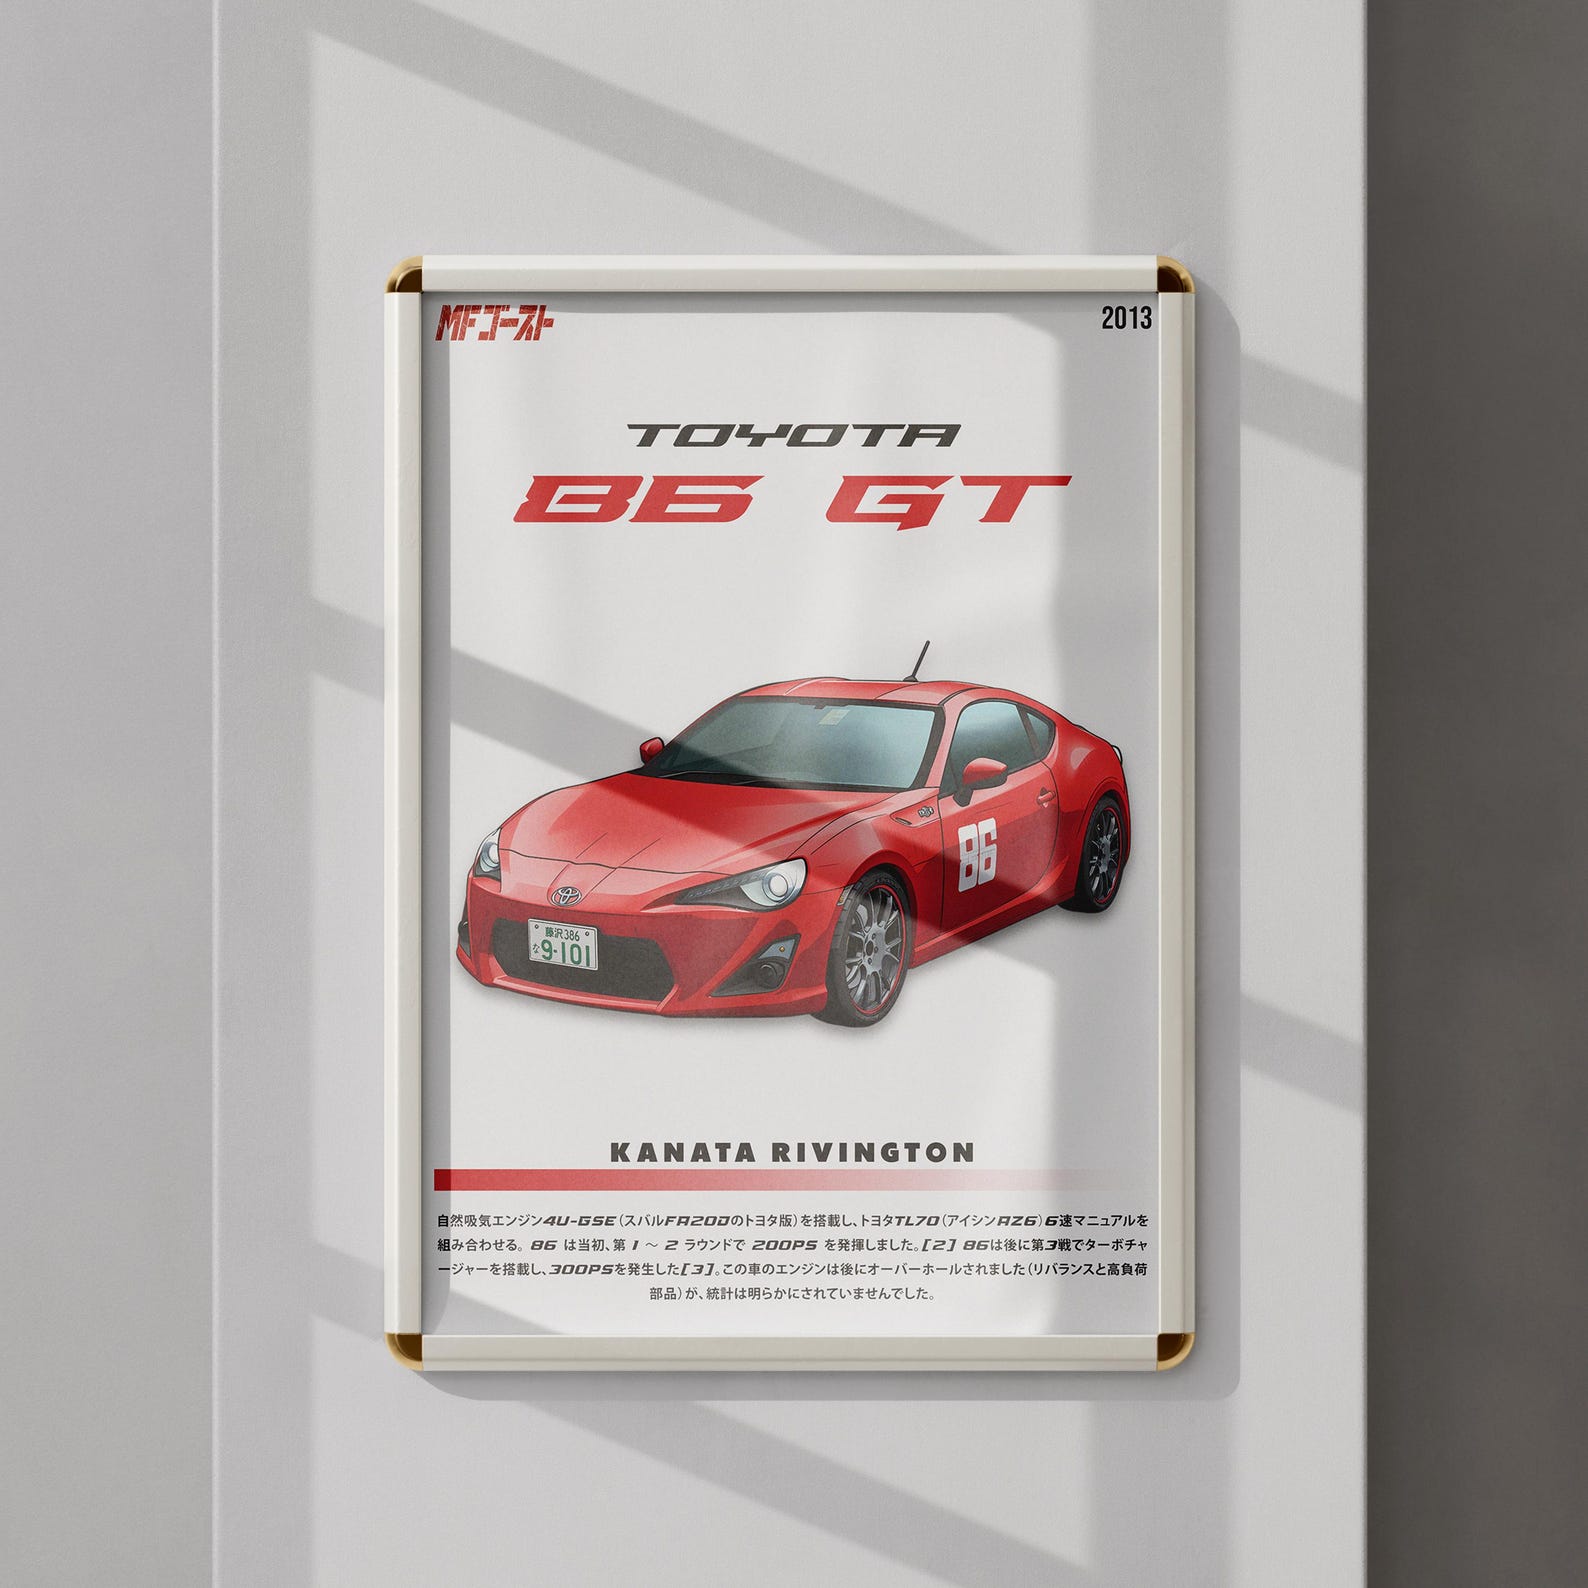 MFゴースト
2013
TOYOTA
86 GT
86
藤沢386
な 9-101
KANATA RIVINGTON
自然吸気エンジン4U-GSE(スバルFA20Dのトヨタ版)を搭載し、トヨタTL70(アイシンAZ6)6速マニュアルを
組み合わせる。 86 は当初、第 1 ～ 2 ラウンドで 200PS を発揮しました。[2] 86は後に第3戦でターボチャ
ージャーを搭載し、300PSを発生した[3]。この車のエンジンは後にオーバーホールされました(リバランスと高負荷
部品)が、統計は明らかにされていませんでした。